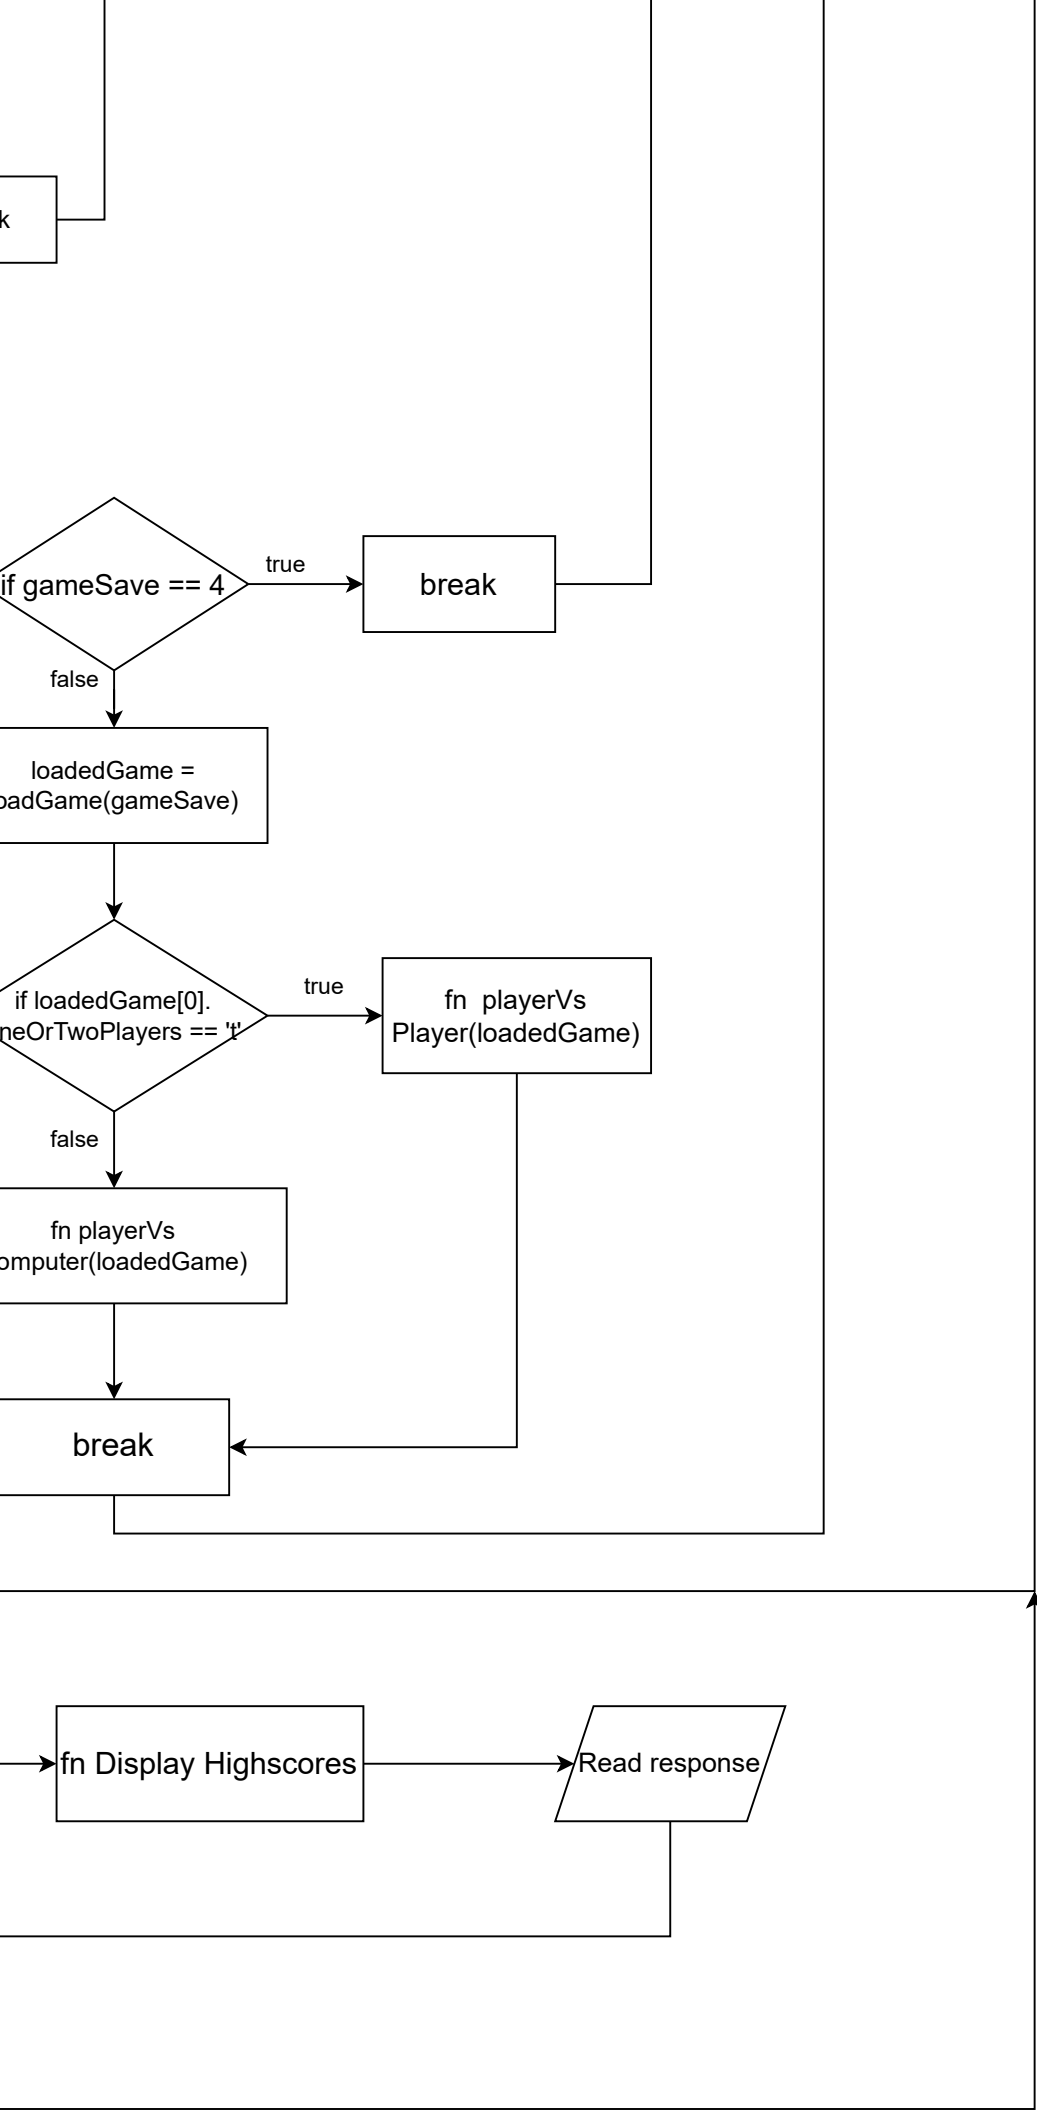 k
if gameSave == 4
true
break
false
loadedGame =
oadGame(gameSave)
if loadedGame[0].
neOrTwoPlayers == 't'
true
fn playerVs
Player(loadedGame)
false
fn playerVs
omputer(loadedGame)
break
fn Display Highscores
Read response